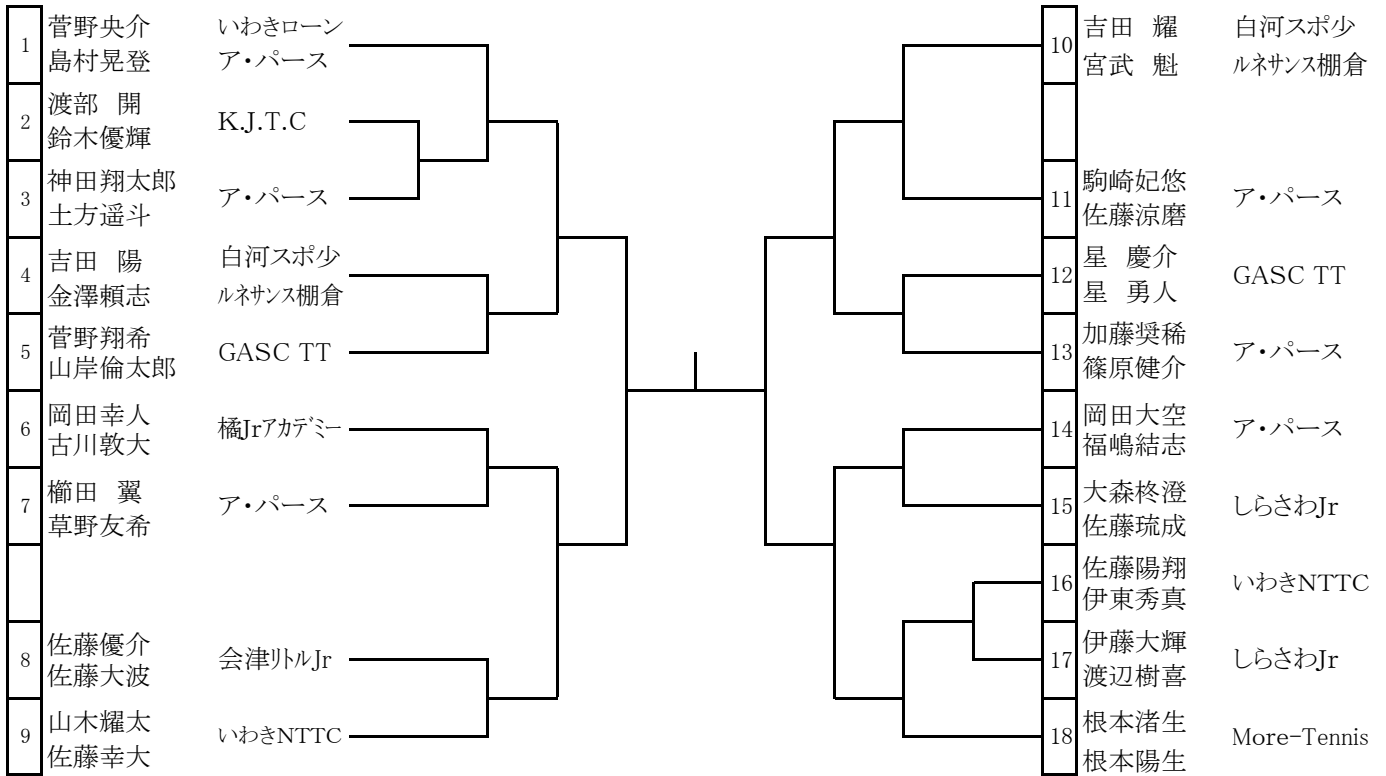 1
菅野央介 いわきローン
島村晃登 ア・パース
2
渡部 開
鈴木優輝
K.J.T.C
3
神田翔太郎
土方遥斗
ア・パース
4
吉田 陽 白河スポ少
金澤頼志 ルネサンス棚倉
5
菅野翔希
山岸倫太郎
GASC TT
6
岡田幸人
古川敦大
橘Jrアカデミー
7
櫛田 翼
草野友希
ア・パース
8
佐藤優介
佐藤大波
会津リトルJr
9
山木耀太
佐藤幸大
いわきNTTC
10
吉田 耀 白河スポ少
宮武 魁 ルネサンス棚倉
11
駒崎妃悠
佐藤涼磨
ア・パース
12
星 慶介
星 勇人
GASC TT
13
加藤奨稀
篠原健介
ア・パース
14
岡田大空
福嶋結志
ア・パース
15
大森柊澄
佐藤琉成
しらさわJr
16
佐藤陽翔
伊東秀真
いわきNTTC
17
伊藤大輝
渡辺樹喜
しらさわJr
18
根本渚生
根本陽生
More-Tennis